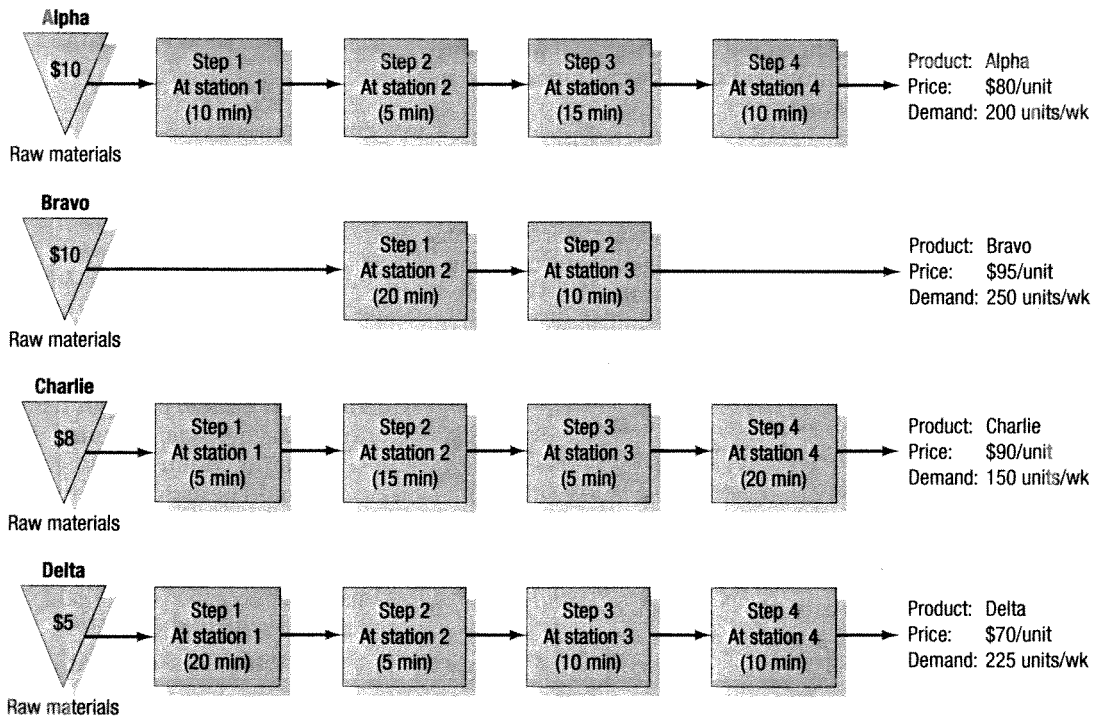 Alpha
$10
Raw materials
Step 1
At station 1
(10 min)
Step 2
At station 2
(5 min)
Step 3
At station 3
(15 min)
Step 4
At station 4
(10 min)
Product: Alpha
Price: $80/unit
Demand: 200 units/wk
Bravo
$10
Raw materials
Step 1
At station 2
(20 min)
Step 2
At station 3
(10 min)
Product: Bravo
Price: $95/unit
Demand: 250 units/wk
Charlie
$8
Raw materials
Step 1
At station 1
(5 min)
Step 2
At station 2
(15 min)
Step 3
At station 3
(5 min)
Step 4
At station 4
(20 min)
Product: Charlie
Price: $90/unit
Demand: 150 units/wk
Delta
$5
Raw materials
Step 1
At station 1
(20 min)
Step 2
At station 2
(5 min)
Step 3
At station 3
(10 min)
Step 4
At station 4
(10 min)
Product: Delta
Price: $70/unit
Demand: 225 units/wk